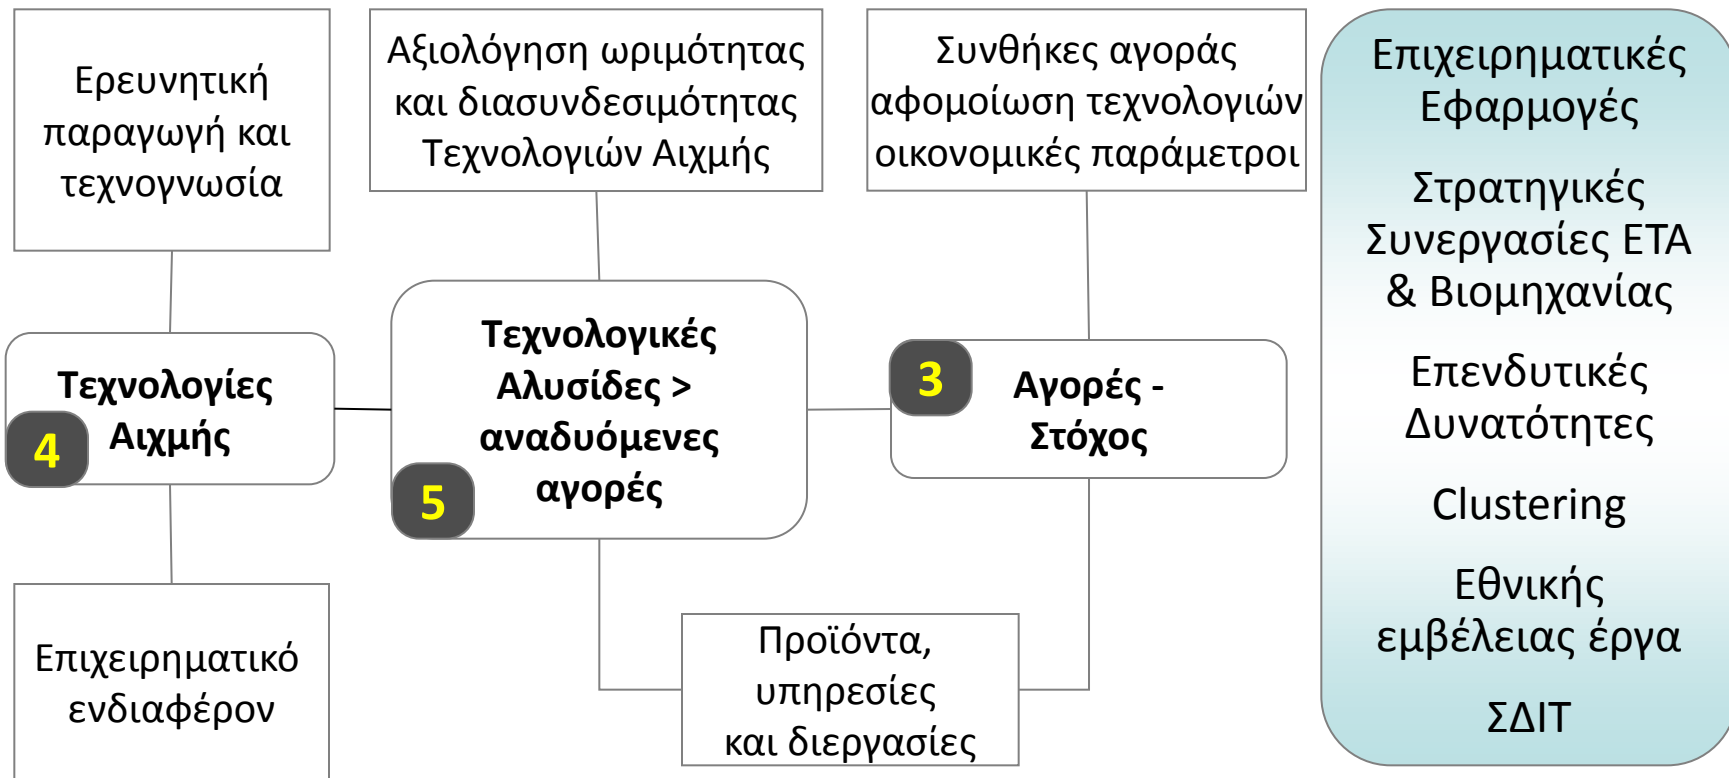 Ερευνητική
παραγωγή και
τεχνογνωσία
Αξιολόγηση ωριμότητας
και διασυνδεσιμότητας
Τεχνολογιών Αιχμής
Συνθήκες αγοράς
αφομοίωση τεχνολογιών
οικονομικές παράμετροι
Τεχνολογίες
Αιχμής
4
Τεχνολογικές
Αλυσίδες >
αναδυόμενες
αγορές
5
3
Αγορές -
Στόχος
Επιχειρηματικό
ενδιαφέρον
Προϊόντα,
υπηρεσίες
και διεργασίες
Επιχειρηματικές
Εφαρμογές
Στρατηγικές
Συνεργασίες ΕΤΑ
& Βιομηχανίας
Επενδυτικές
Δυνατότητες
Clustering
Εθνικής
εμβέλειας έργα
ΣΔΙΤ